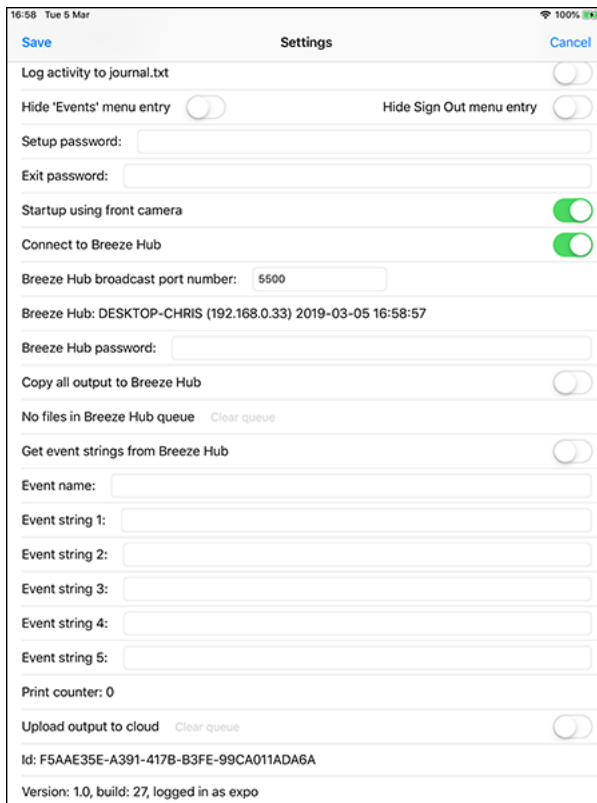 16:58 Tue 5 Mar 100%
Save Settings Cancel
Log activity to journal.txt
Hide 'Events' menu entry Hide Sign Out menu entry
Setup password:
Exit password:
Startup using front camera
Connect to Breeze Hub
Breeze Hub broadcast port number: 5500
Breeze Hub: DESKTOP-CHRIS (192.168.0.33) 2019-03-05 16:58:57
Breeze Hub password:
Copy all output to Breeze Hub
No files in Breeze Hub queue Clear queue
Get event strings from Breeze Hub
Event name:
Event string 1:
Event string 2:
Event string 3:
Event string 4:
Event string 5:
Print counter: 0
Upload output to cloud Clear queue
Id: F5AAE35E-A391-417B-B3FE-99CA011ADA6A
Version: 1.0, build: 27, logged in as expo